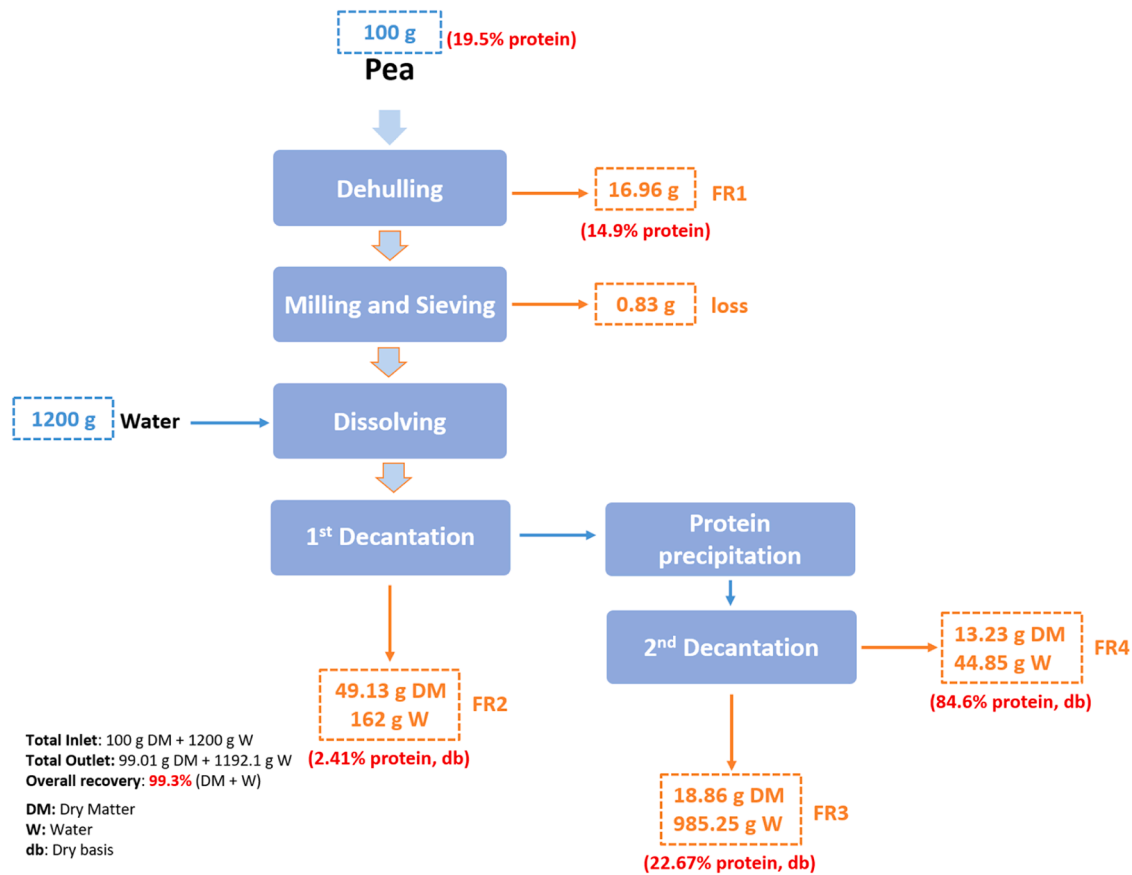 100 g (19.5% protein)
Pea
Dehulling
16.96 g FR1
(14.9% protein)
Milling and Sieving
0.83 g loss
1200 g Water
Dissolving
1st Decantation
Protein
precipitation
2nd Decantation
13.23 g DM
44.85 g W
FR4
(84.6% protein, db)
49.13 g DM
162 g W
FR2
(2.41% protein, db)
18.86 g DM
985.25 g W
FR3
(22.67% protein, db)
Total Inlet: 100 g DM + 1200 g W
Total Outlet: 99.01 g DM + 1192.1 g W
Overall recovery: 99.3% (DM + W)
DM: Dry Matter
W: Water
db: Dry basis